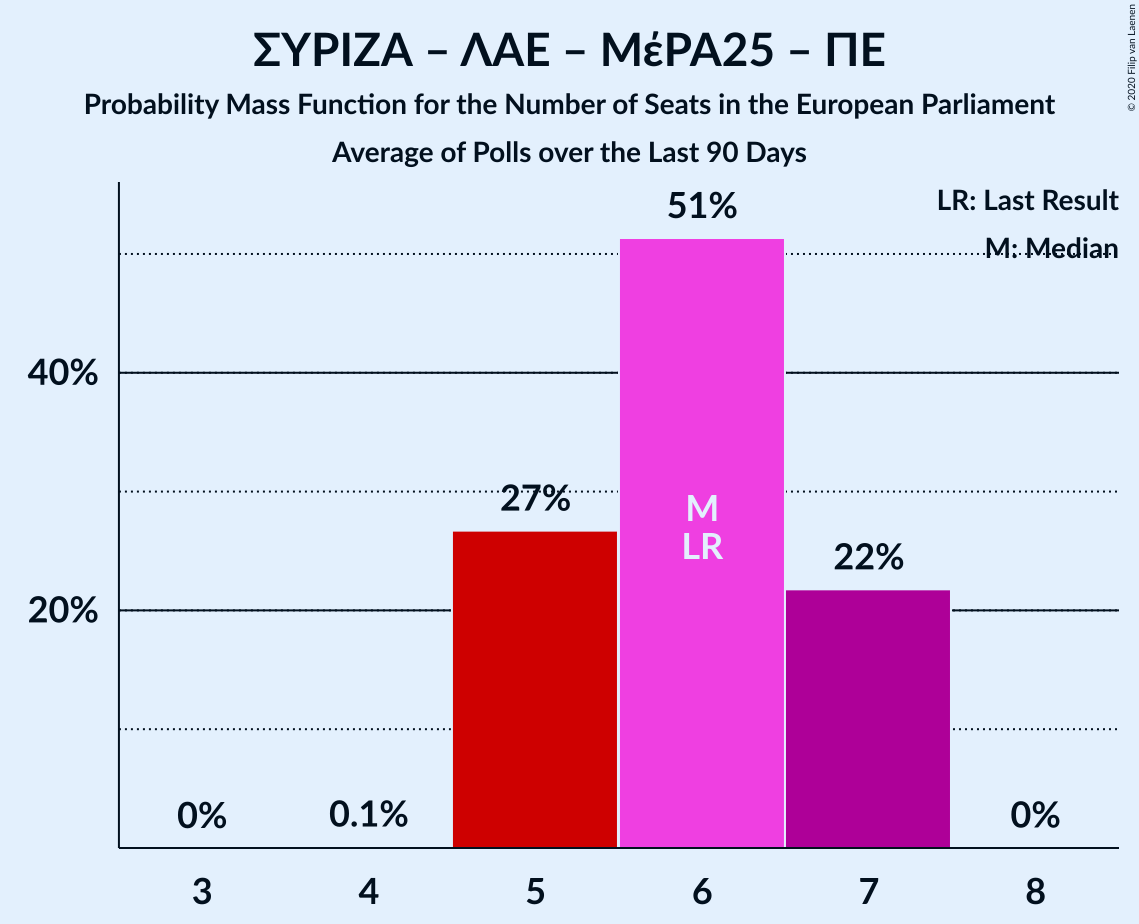 ΣΥΡΙΖΑ – ΛΑΕ – ΜέΡΑ25 – ΠΕ
Probability Mass Function for the Number of Seats in the European Parliament
Average of Polls over the Last 90 Days
© 2020 Filip van Laenen
LR: Last Result
M: Median
51%
40%
27%
M
LR
22%
20%
0%
0.1%
0%
3
4
5
6
7
8